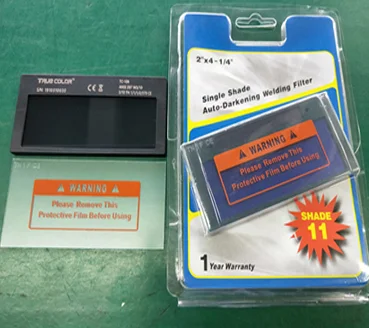 TRUE COLOR
CE
WARNING
Please Remove This
Protective Film Before Using
2"x4-1/4"
Single Shade
Auto-Darkening Welding Filter
WARNING
Please Remove This
Protective Film Before Using
SHADE
11
1 Year Warranty